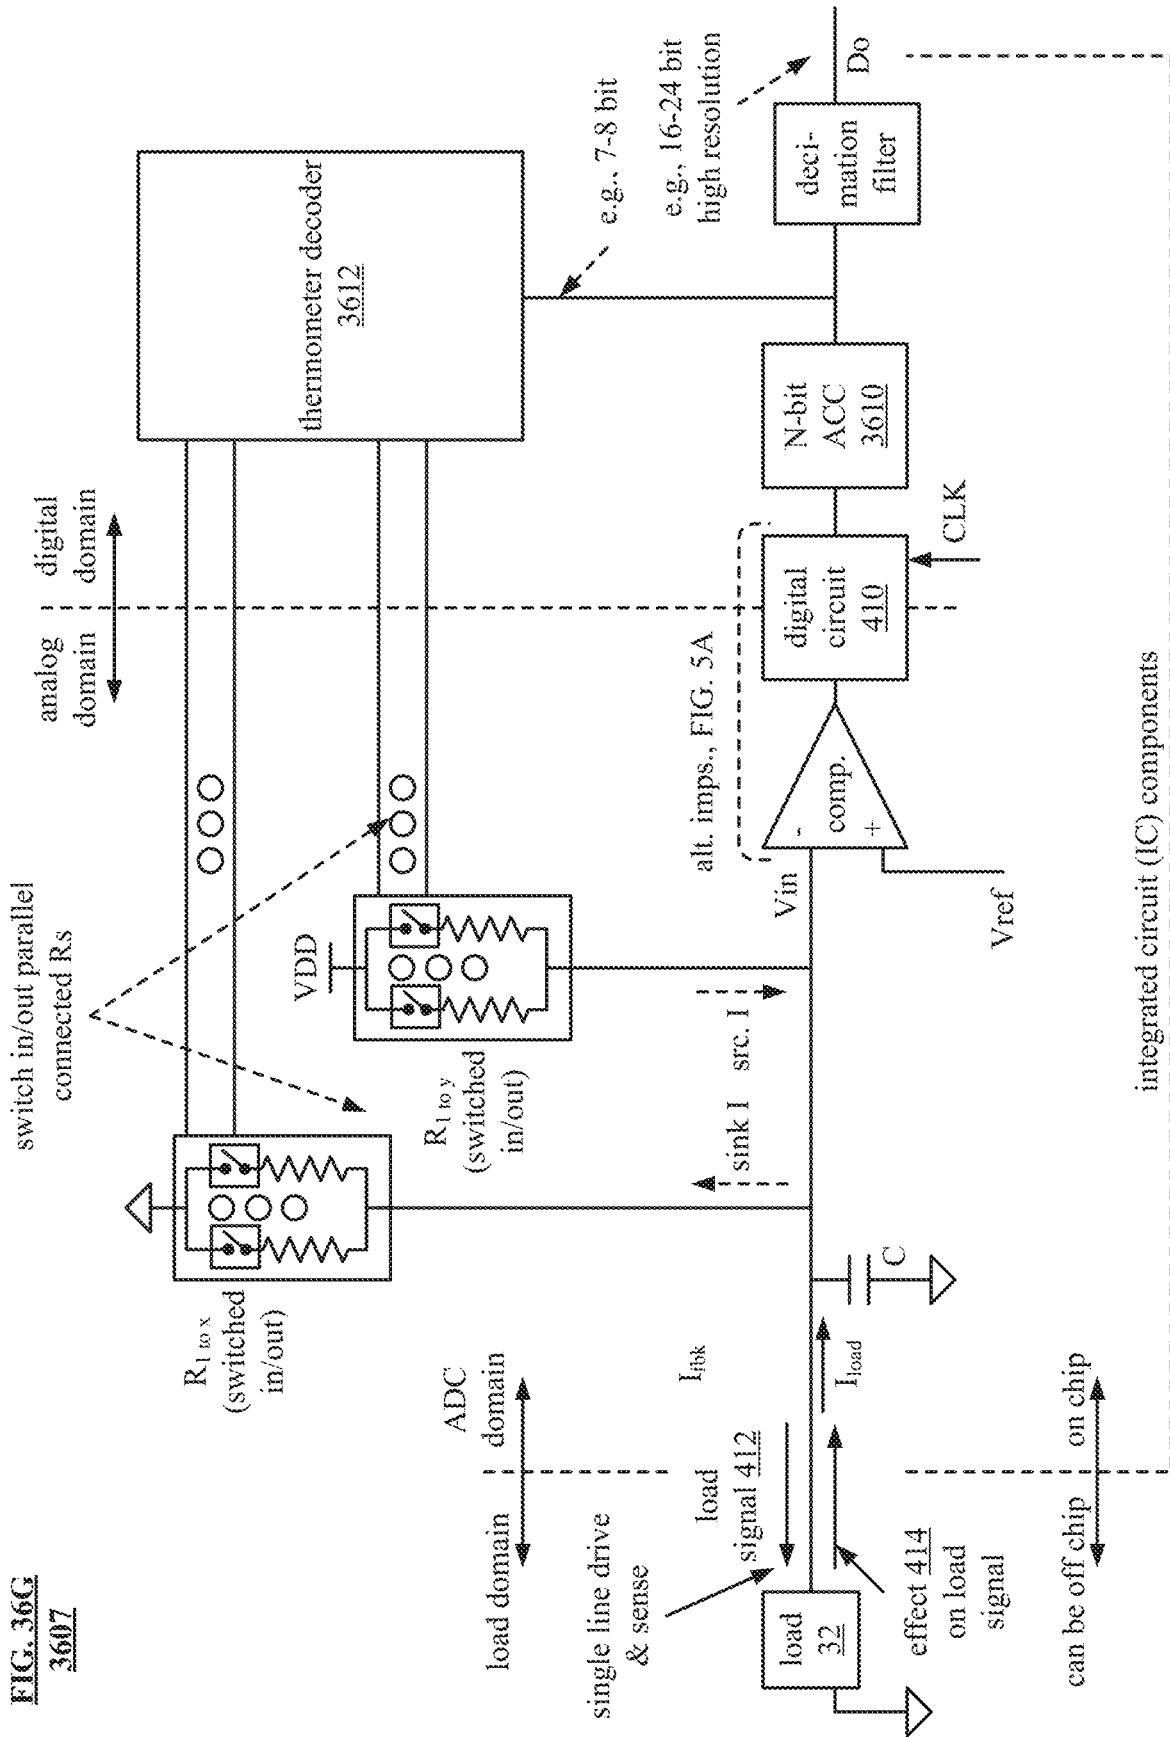 FIG. 36G
3607
switch in/out parallel
connected Rs
analog
domain
digital
domain
thermometer decoder
3612
R1 to x
(switched
in/out)
VDD
R1 to y
(switched
in/out)
e.g., 7-8 bit
e.g., 16-24 bit
high resolution
load domain
ADC
domain
single line drive
& sense
load
signal 412
Ifbk
sink I
src. I
alt. imps., FIG. 5A
Vin
-
comp.
+
Vref
digital
circuit
410
CLK
N-bit
ACC
3610
deci-
mation
filter
Do
load
32
effect 414
on load
signal
Iload
C
can be off chip
on chip
integrated circuit (IC) components